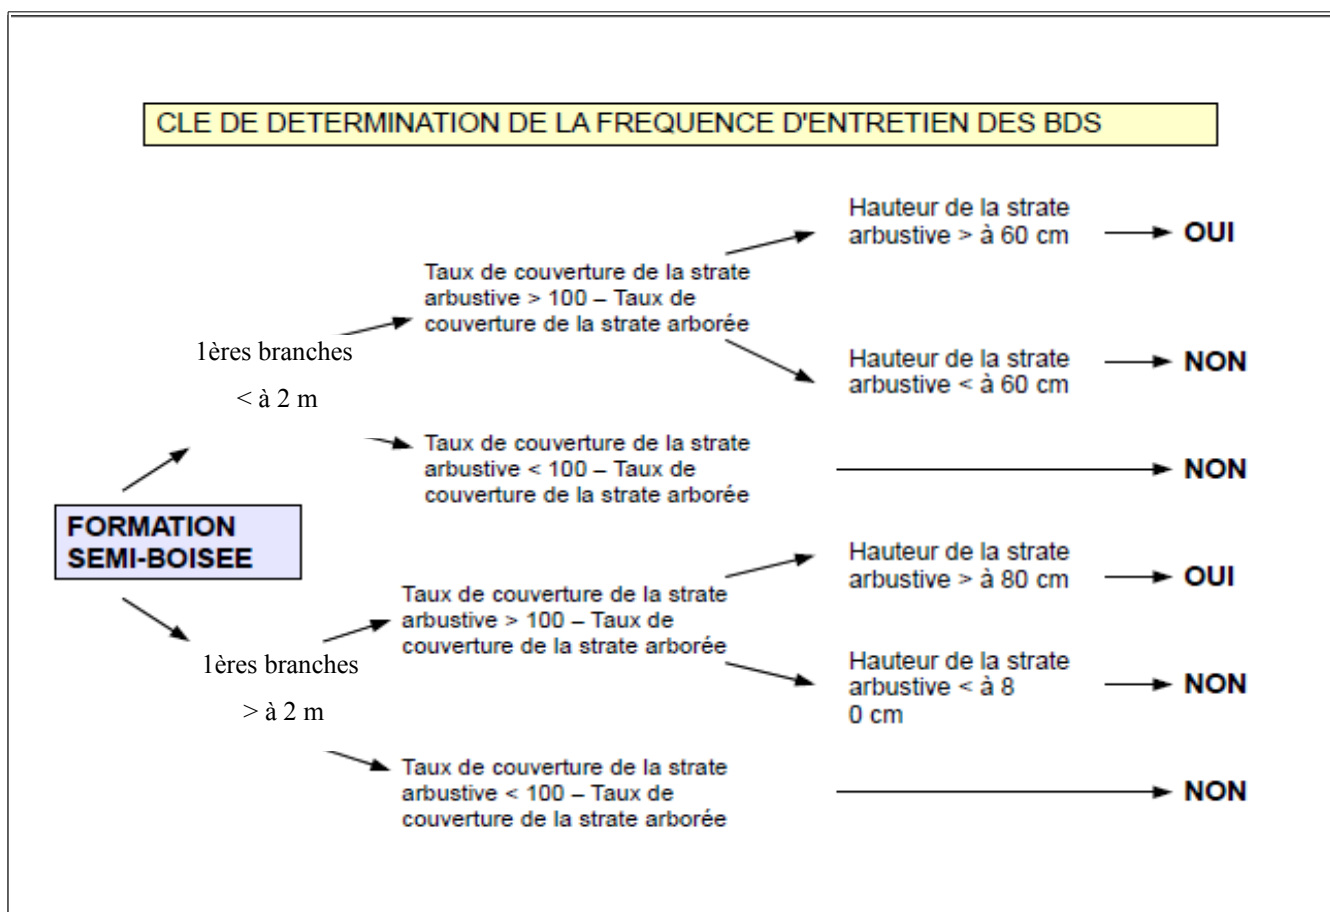 CLE DE DETERMINATION DE LA FREQUENCE D'ENTRETIEN DES BDS
Hauteur de la strate
arbustive > à 60 cm
OUI
Taux de couverture de la strate
arbustive > 100 – Taux de
couverture de la strate arborée
1ères branches
< à 2 m
Hauteur de la strate
arbustive < à 60 cm
NON
Taux de couverture de la strate
arbustive < 100 – Taux de
couverture de la strate arborée
NON
FORMATION
SEMI-BOISEE
Hauteur de la strate
arbustive > à 80 cm
OUI
Taux de couverture de la strate
arbustive > 100 – Taux de
couverture de la strate arborée
1ères branches
> à 2 m
Hauteur de la strate
arbustive < à 8
0 cm
NON
Taux de couverture de la strate
arbustive < 100 – Taux de
couverture de la strate arborée
NON